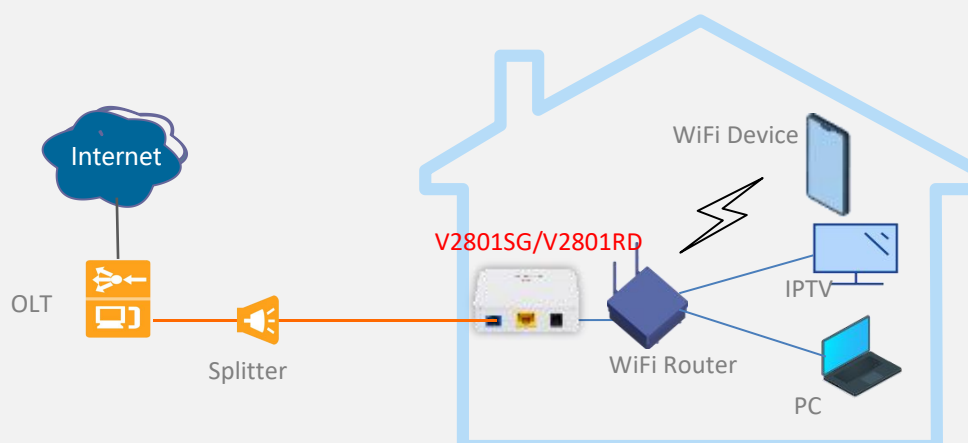 Internet
WiFi Device
V2801SG/V2801RD
IPTV
OLT
Splitter
WiFi Router
PC